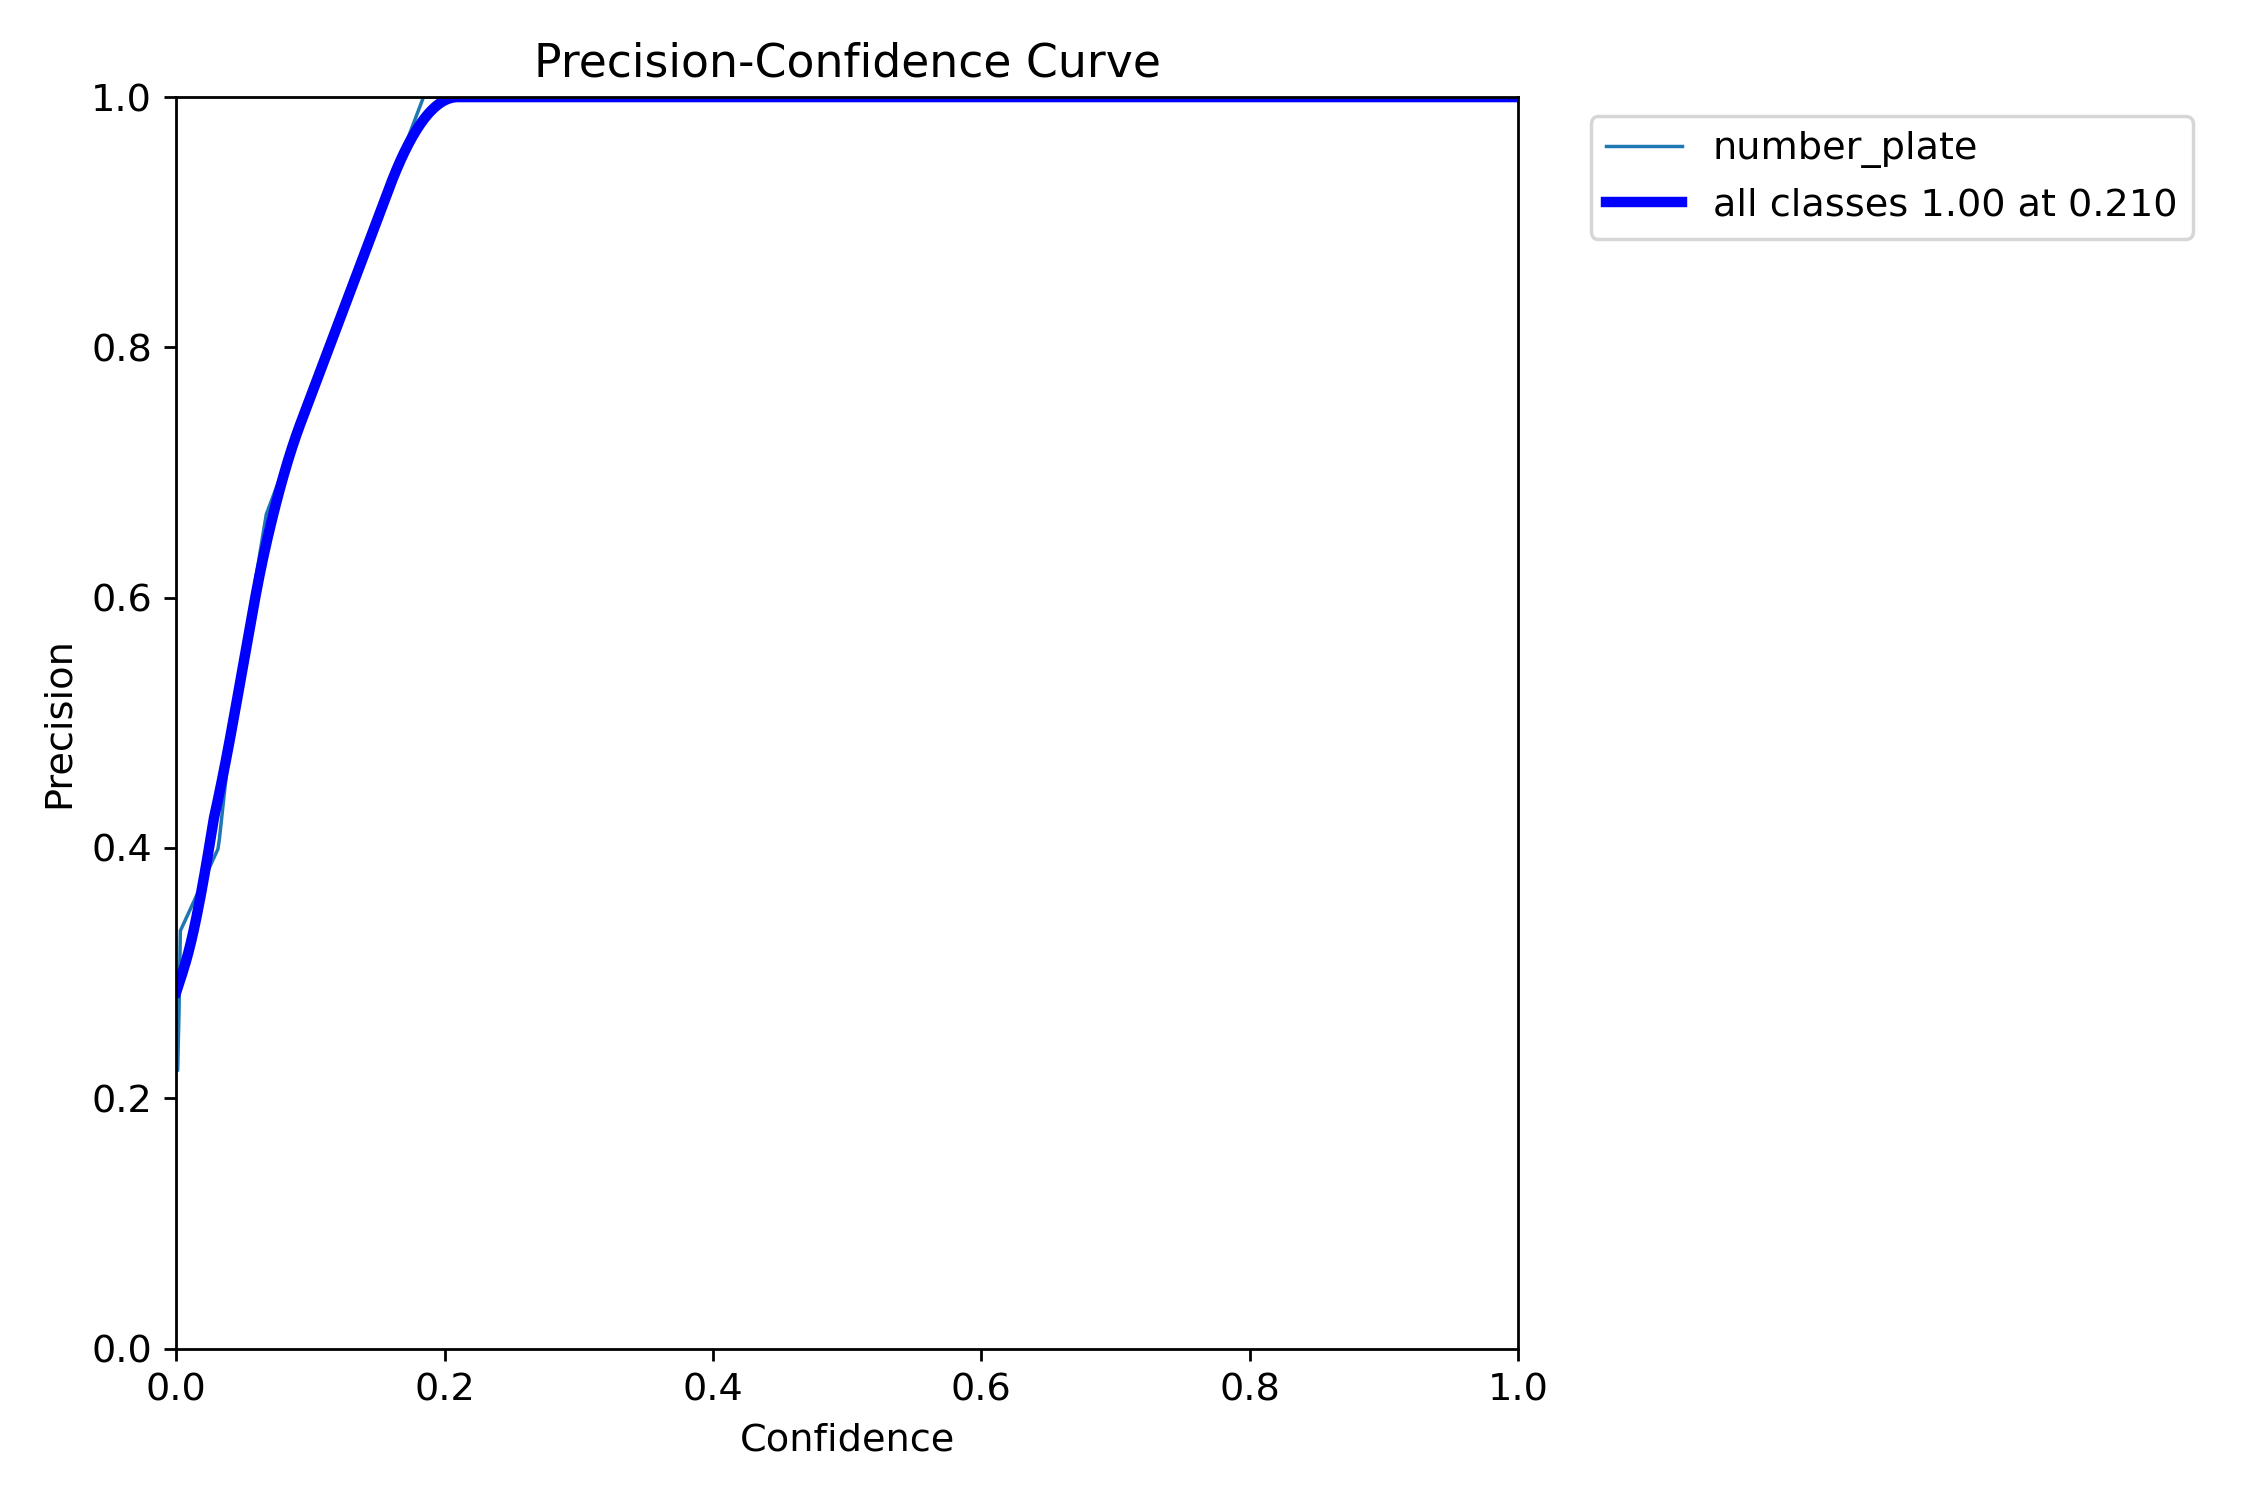 Precision-Confidence Curve
1.0
0.8
0.6
0.4
0.2
0.0
Precision
0.0 0.2 0.4 0.6 0.8 1.0
Confidence
number_plate
all classes 1.00 at 0.210